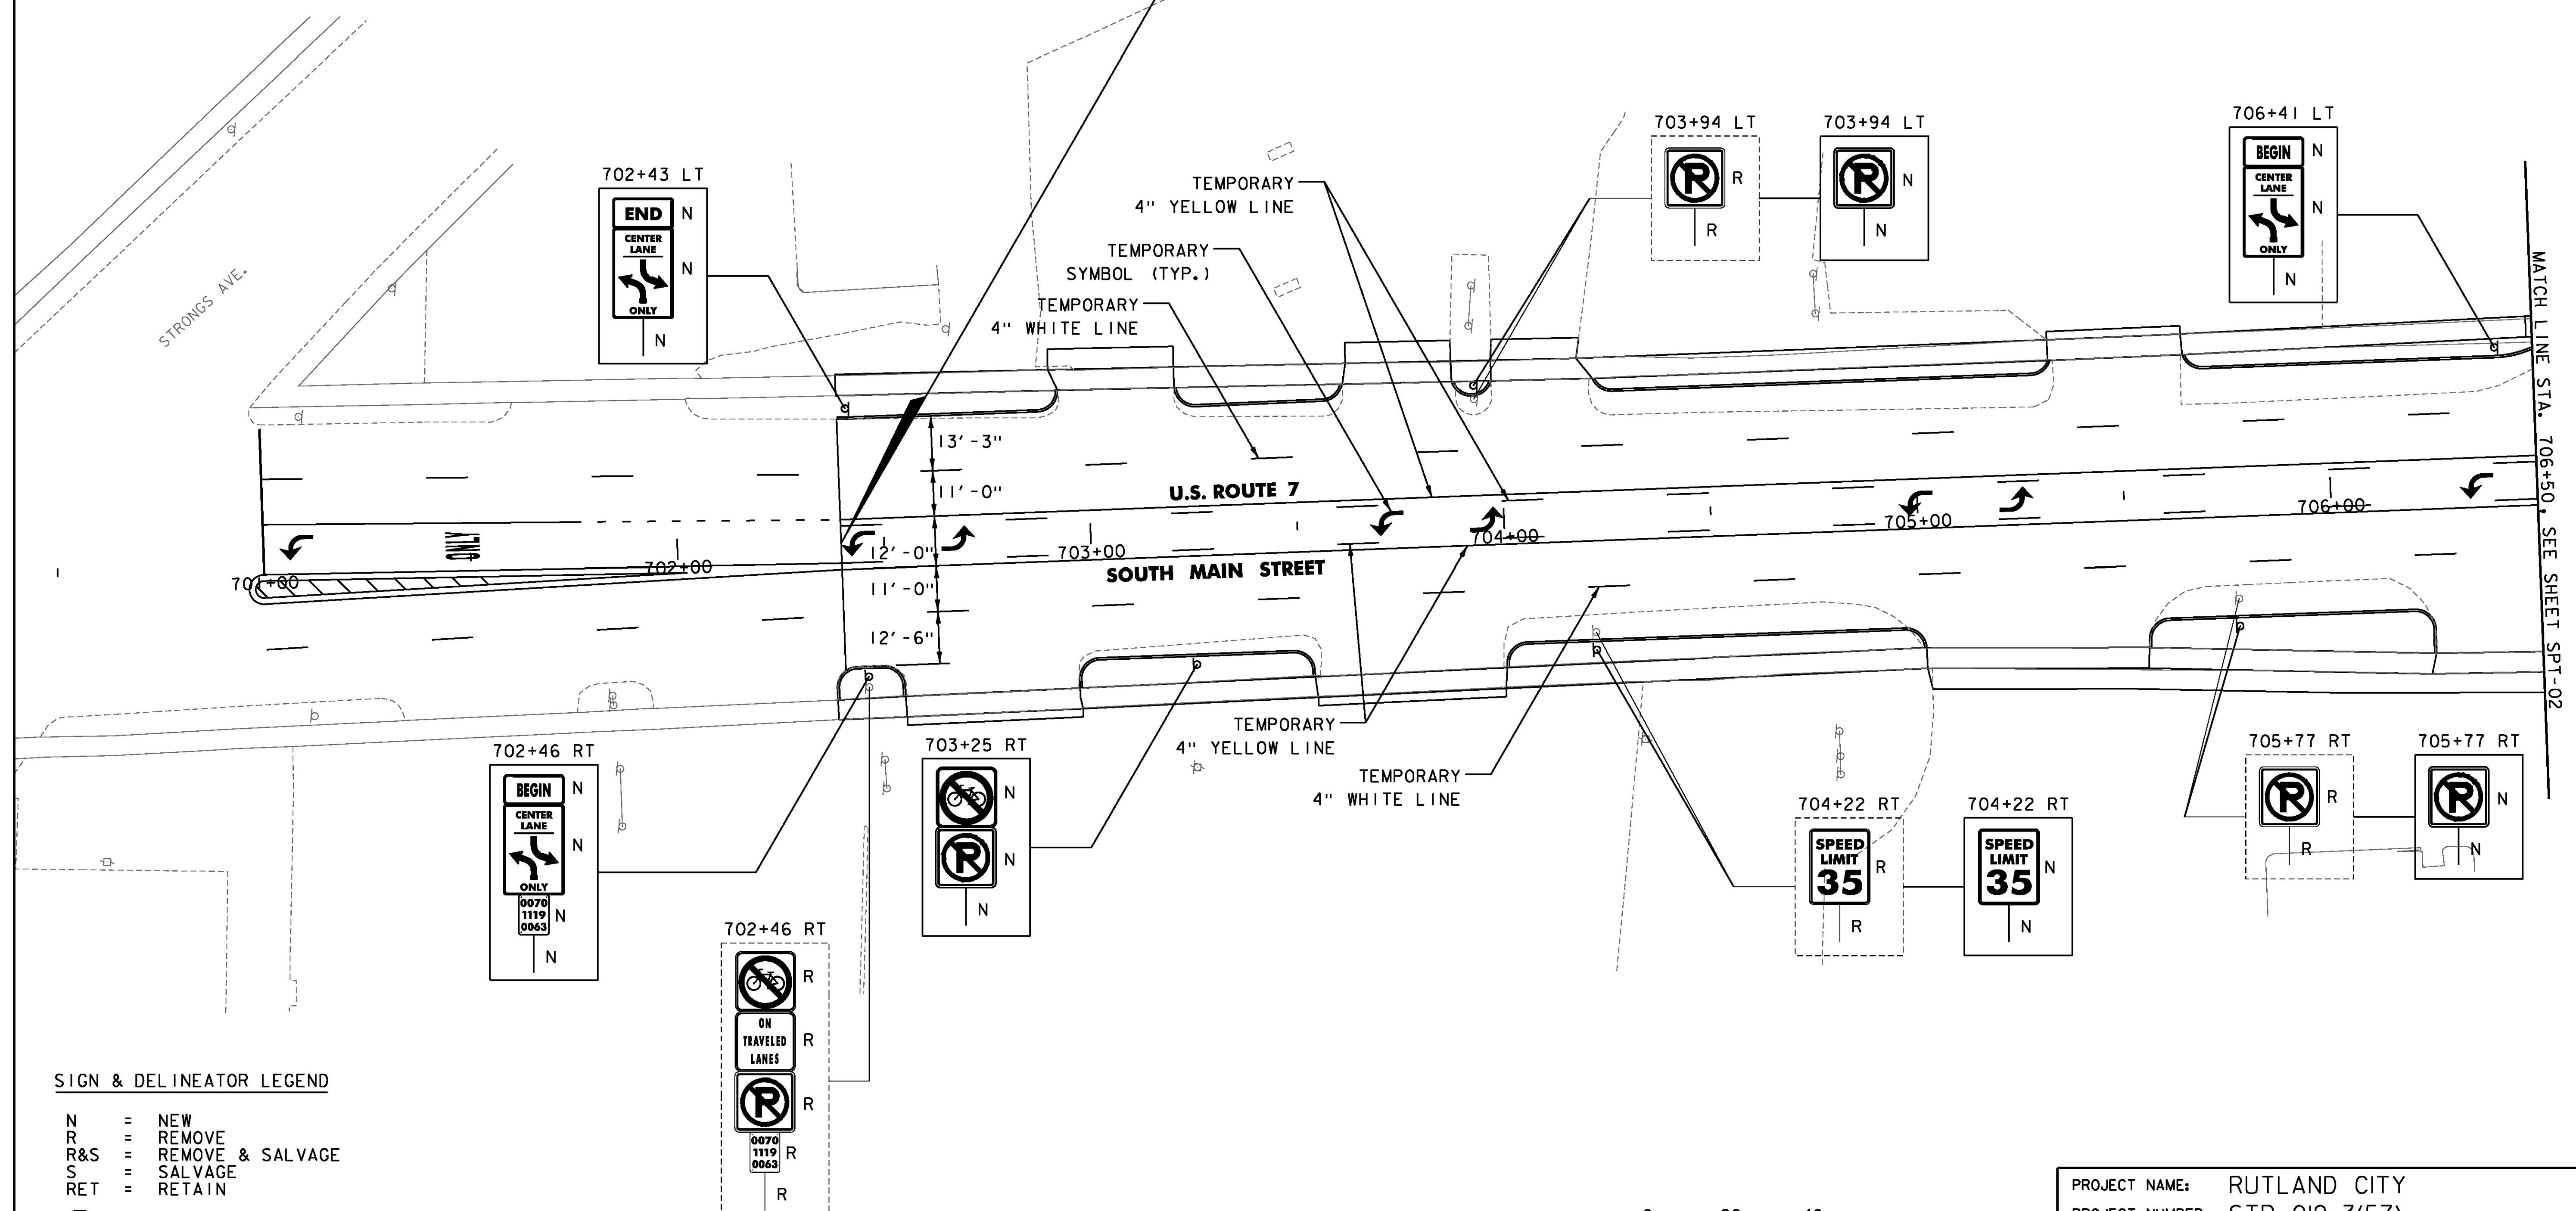 STRONGS AVE.
702+43 LT
END N
CENTER
LANE
ONLY
N
N
TEMPORARY
4" YELLOW LINE
TEMPORARY
SYMBOL (TYP.)
TEMPORARY
4" WHITE LINE
703+94 LT
P R
R
703+94 LT
P N
N
706+41 LT
BEGIN N
CENTER
LANE
ONLY
N
N
MATCH LINE STA. 706+50, SEE SHEET SPT-02
13'-3"
11'-0"
12'-0"
11'-0"
12'-6"
U.S. ROUTE 7
SOUTH MAIN STREET
ONLY
701+00
702+00
703+00
704+00
705+00
706+00
TEMPORARY
4" YELLOW LINE
TEMPORARY
4" WHITE LINE
702+46 RT
BEGIN N
CENTER
LANE
ONLY
N
0070
1119
0063
N
N
703+25 RT
N
P N
N
702+46 RT
R
ON
TRAVELED
LANES
R
P R
0070
1119
0063
R
R
704+22 RT
SPEED
LIMIT
35
R
R
704+22 RT
SPEED
LIMIT
35
N
N
705+77 RT
P R
R
705+77 RT
P N
N
SIGN & DELINEATOR LEGEND
N = NEW
R = REMOVE
R&S = REMOVE & SALVAGE
S = SALVAGE
RET = RETAIN
PROJECT NAME: RUTLAND CITY